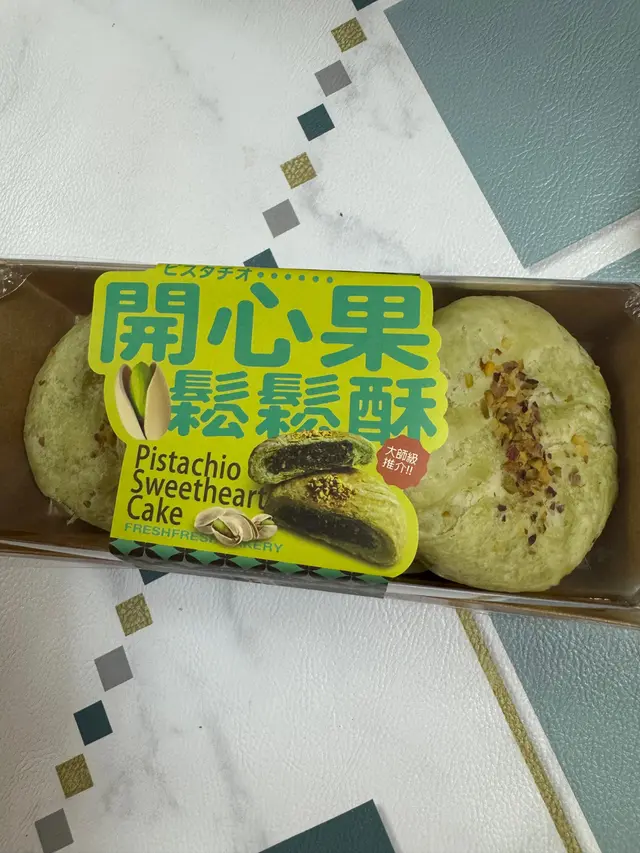 ピスタチオ······
開心果
鬆鬆酥
Pistachio
Sweetheart
Cake
大師級
推介!!
FRESHFRESH BAKERY